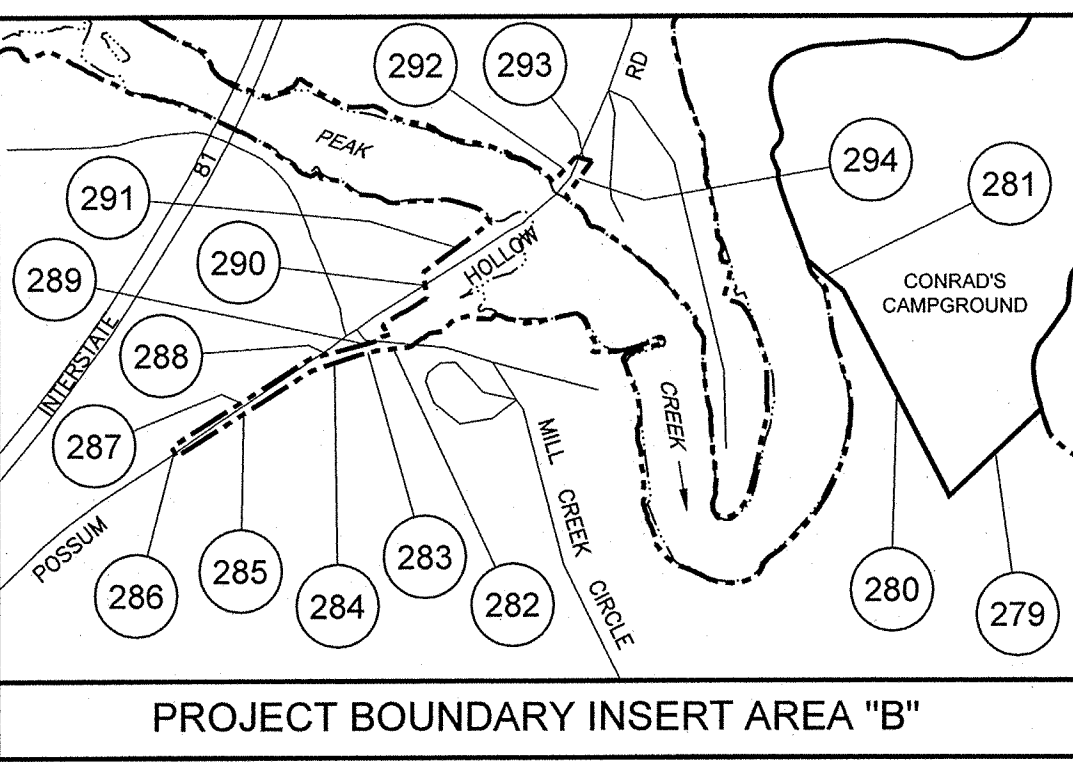 292
293
RD
PEAK
294
281
81
291
290
HOLLOW
289
CONRAD'S
CAMPGROUND
INTERSTATE
288
287
CREEK
MILL CREEK CIRCLE
POSSUM
286
285
284
283
282
280
279
PROJECT BOUNDARY INSERT AREA "B"